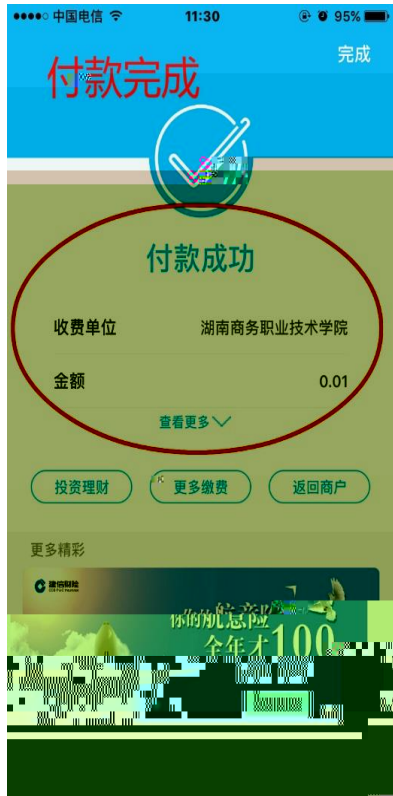 中国电信 11:30 95%
完成
付款完成
付款成功
收费单位 湖南商务职业技术学院
金额 0.01
查看更多
投资理财 更多缴费 返回商户
更多精彩
建信财险
你的航意险
全年才100